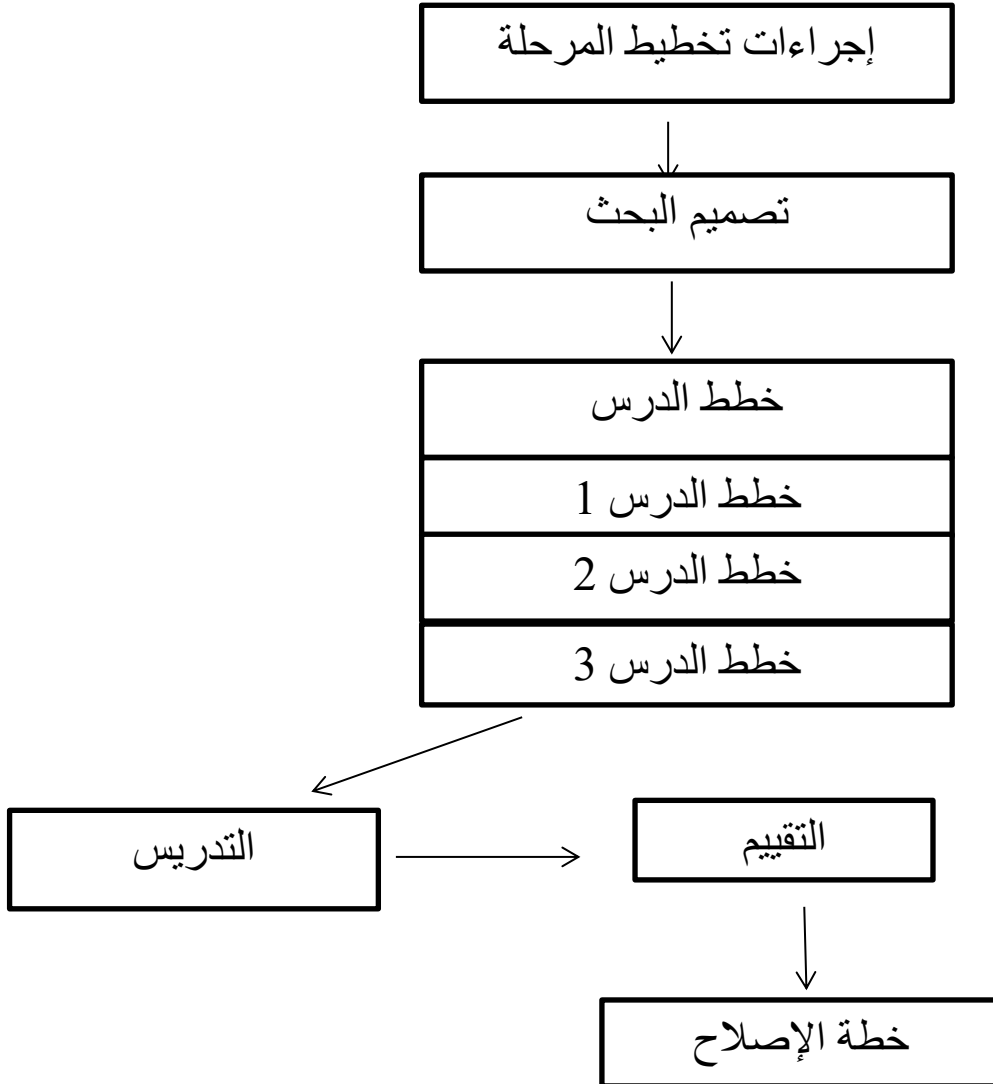 إجراءات تخطيط المرحلة
تصميم البحث
خطط الدرس
خطط الدرس 1
خطط الدرس 2
خطط الدرس 3
التدريس
التقييم
خطة الإصلاح